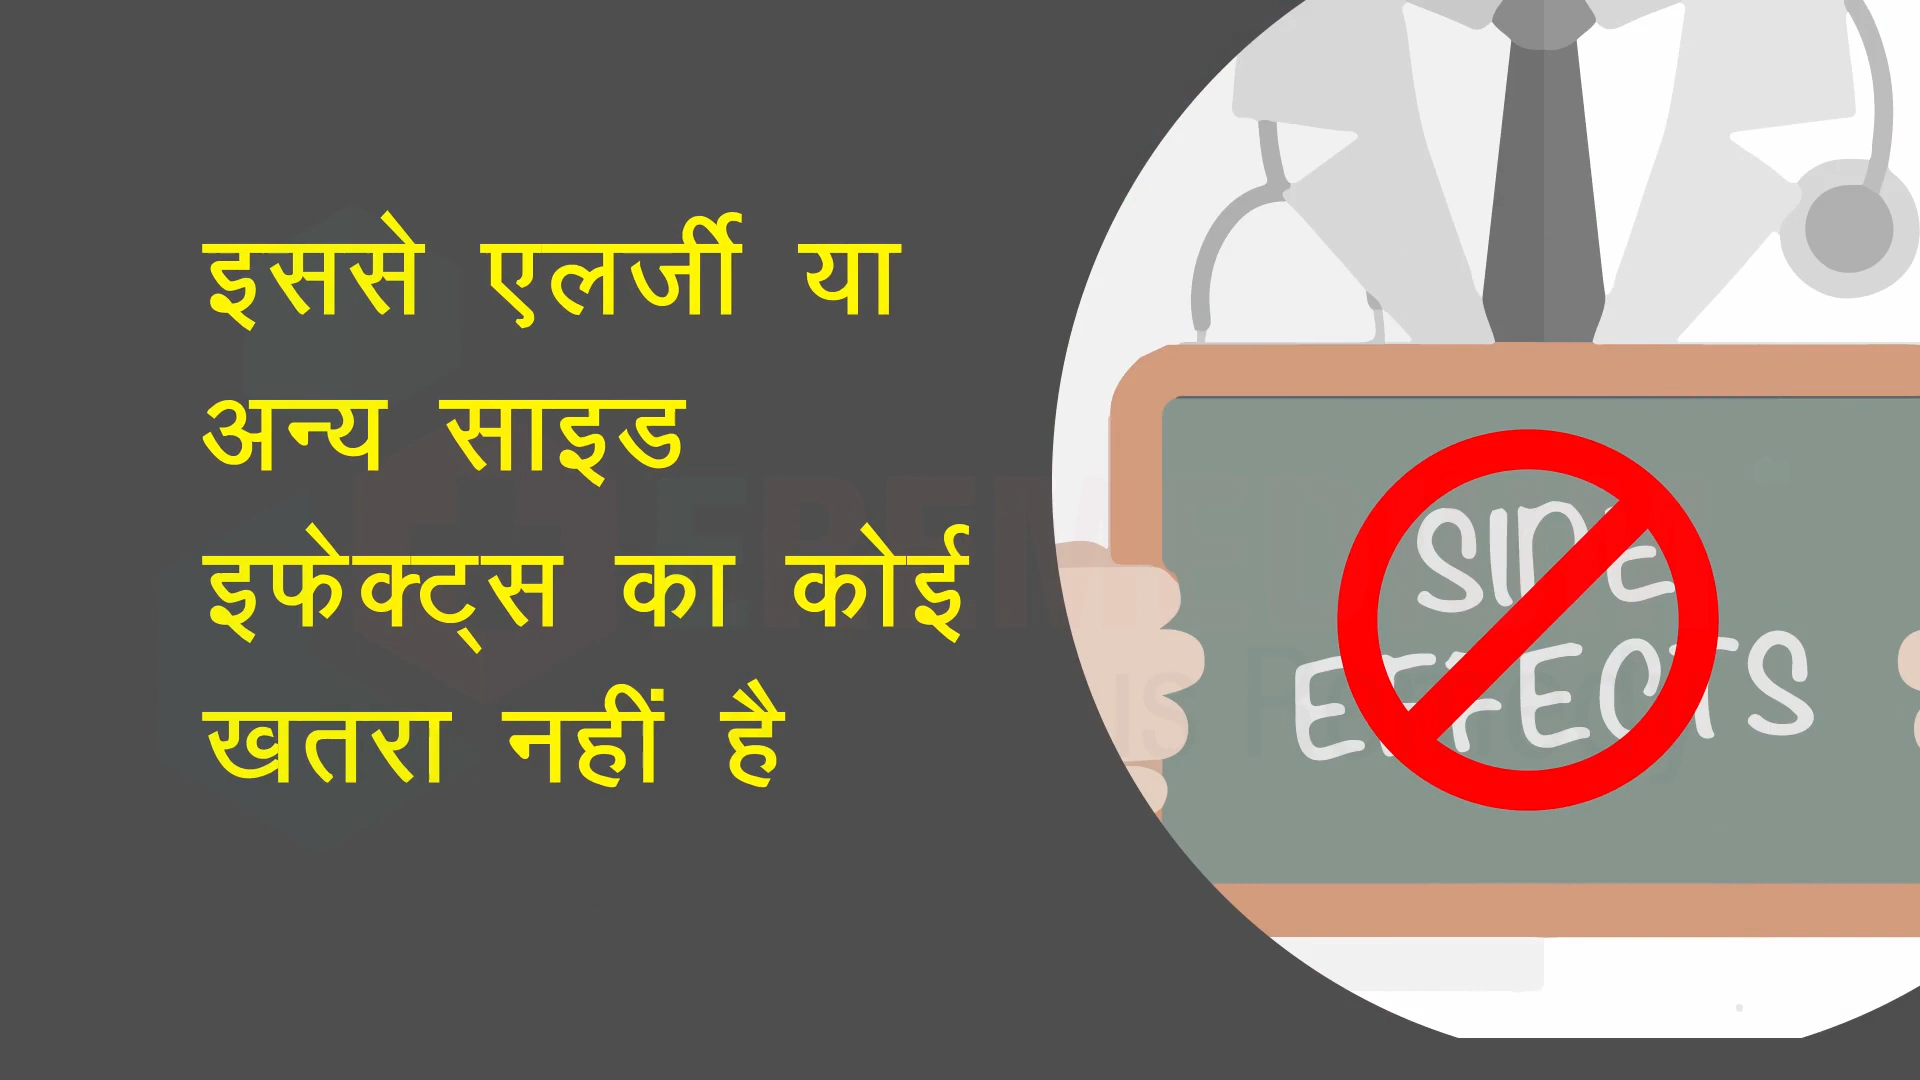 इससे एलर्जी या
अन्य साइड
इफेक्ट्स का कोई
खतरा नहीं है
SIDE
EFFECTS